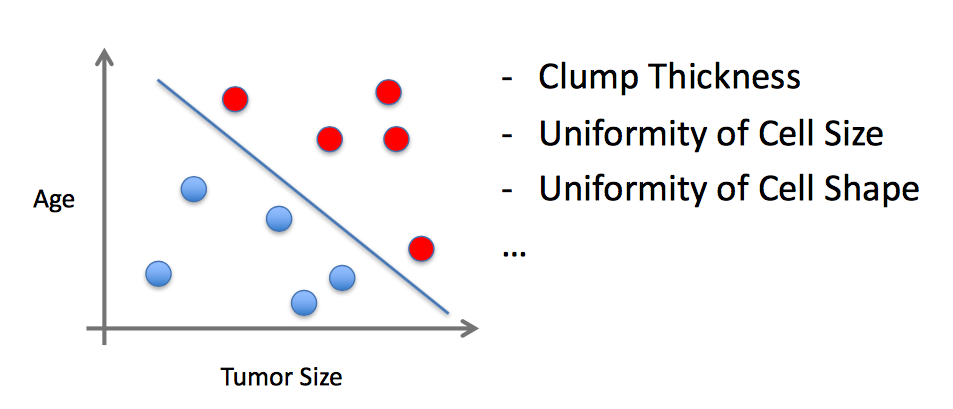 Age
Tumor Size
- Clump Thickness
- Uniformity of Cell Size
- Uniformity of Cell Shape
...